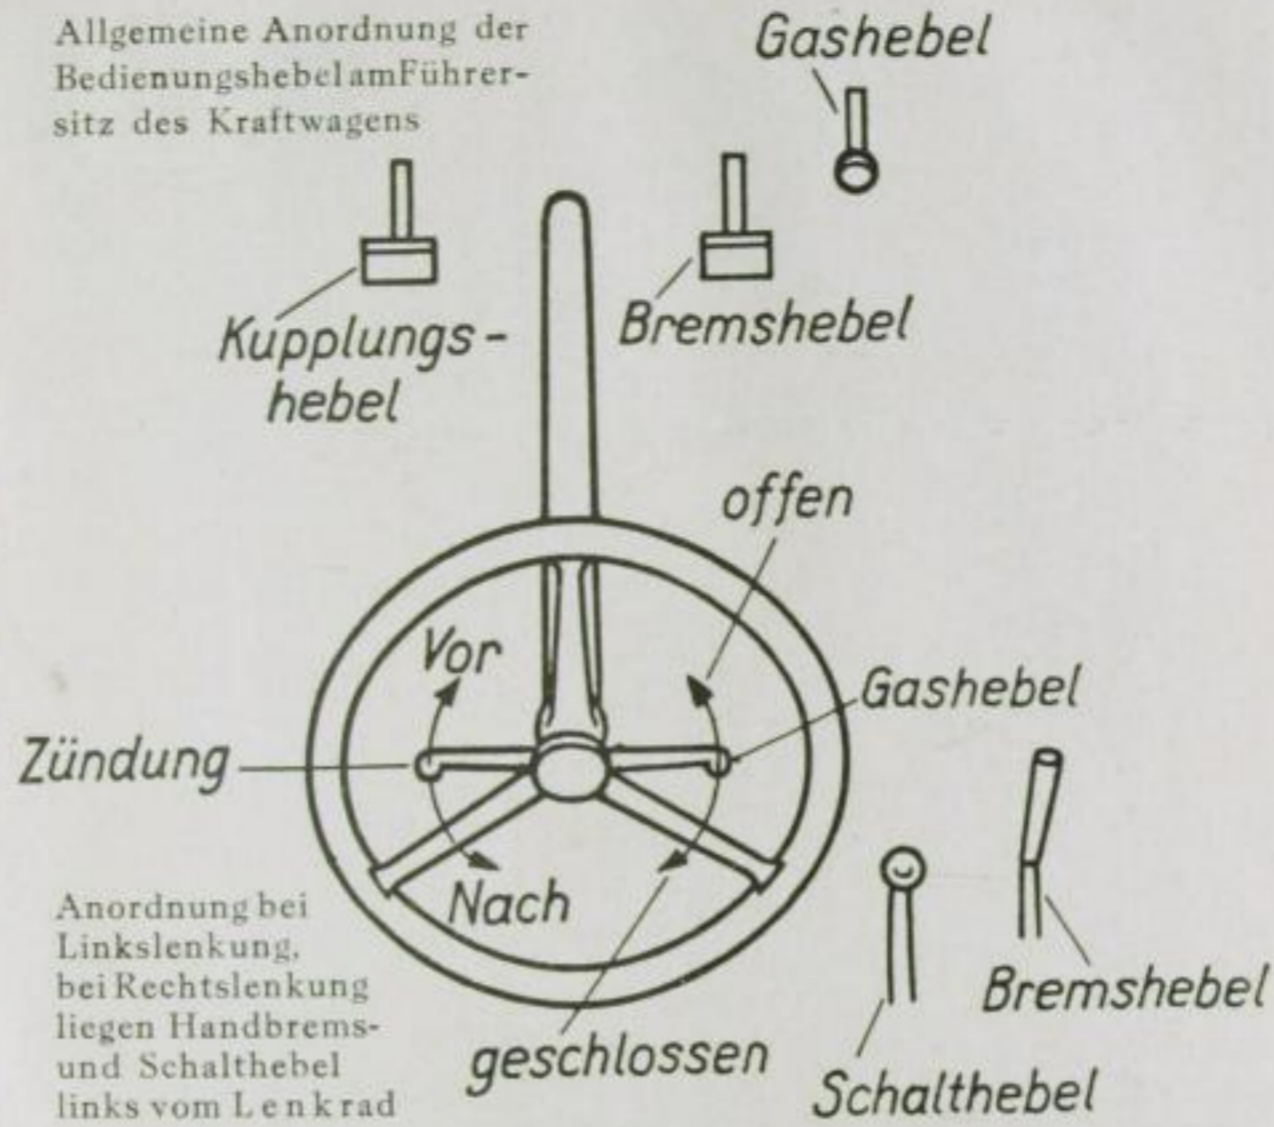 Allgemeine Anordnung der
Bedienungshebel am Führer-
sitz des Kraftwagens
Gashebel
Kupplungs-
hebel
Bremshebel
offen
Vor
Gashebel
Zündung
Nach
Bremshebel
geschlossen
Schalthebel
Anordnung bei
Linkslenkung,
bei Rechtslenkung
liegen Handbrems-
und Schalthebel
links vom Lenkrad